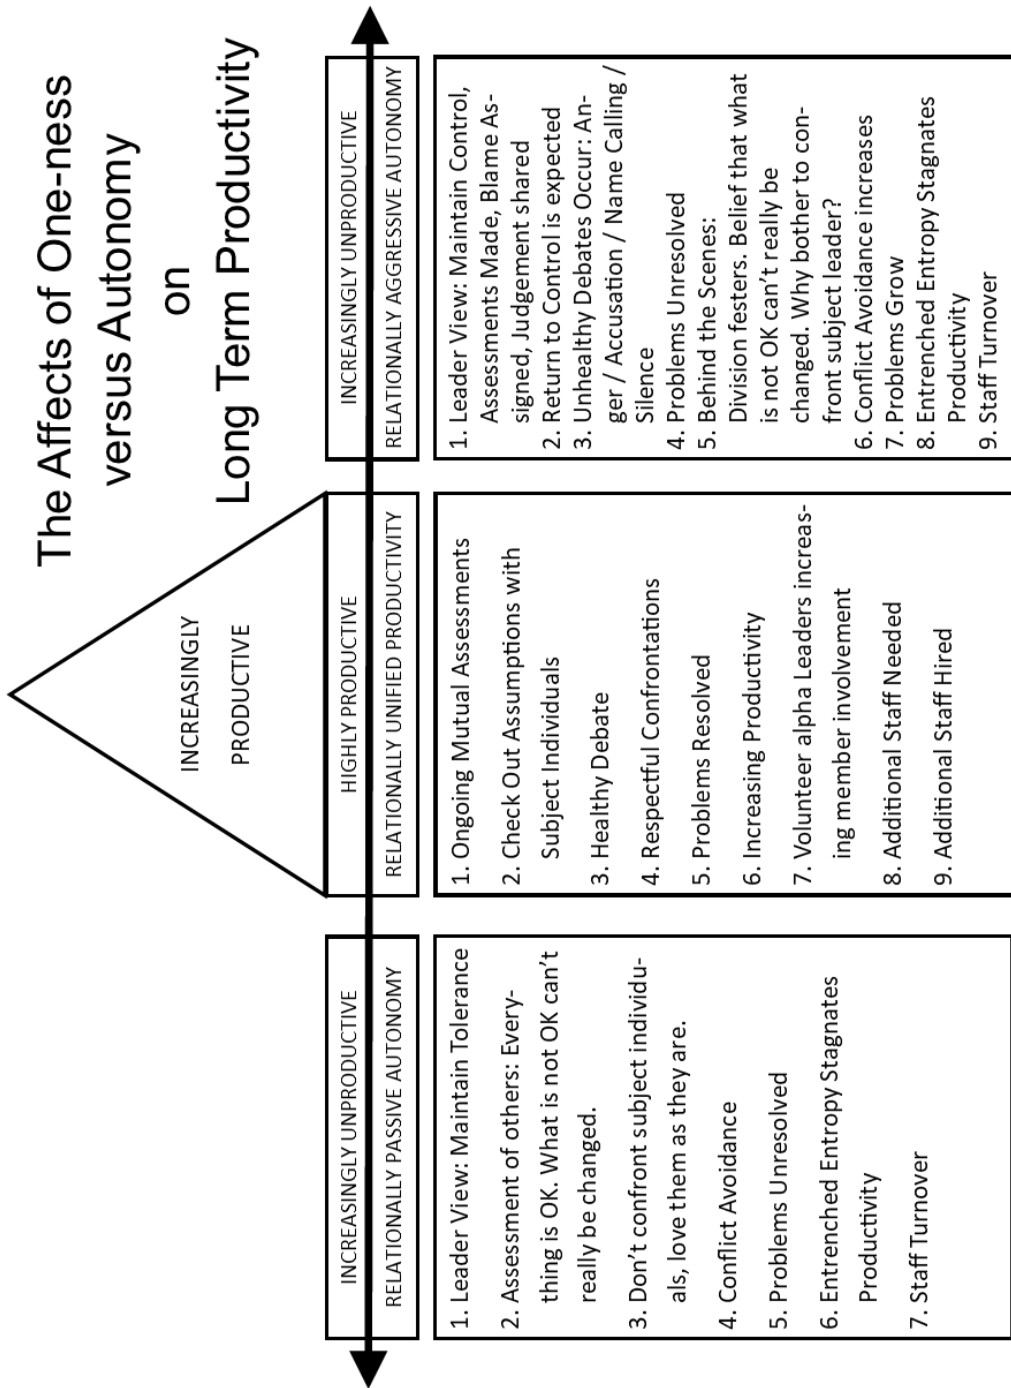 The Affects of One-ness
versus Autonomy
on
Long Term Productivity
INCREASINGLY
PRODUCTIVE
INCREASINGLY UNPRODUCTIVE
RELATIONALLY PASSIVE AUTONOMY
1. Leader View: Maintain Tolerance
2. Assessment of others: Every-
thing is OK. What is not OK can’t
really be changed.
3. Don’t confront subject individu-
als, love them as they are.
4. Conflict Avoidance
5. Problems Unresolved
6. Entrenched Entropy Stagnates
Productivity
7. Staff Turnover
HIGHLY PRODUCTIVE
RELATIONALLY UNIFIED PRODUCTIVITY
1. Ongoing Mutual Assessments
2. Check Out Assumptions with
Subject Individuals
3. Healthy Debate
4. Respectful Confrontations
5. Problems Resolved
6. Increasing Productivity
7. Volunteer alpha Leaders increas-
ing member involvement
8. Additional Staff Needed
9. Additional Staff Hired
INCREASINGLY UNPRODUCTIVE
RELATIONALLY AGGRESSIVE AUTONOMY
1. Leader View: Maintain Control,
Assessments Made, Blame As-
signed, Judgement shared
2. Return to Control is expected
3. Unhealthy Debates Occur: An-
ger / Accusation / Name Calling /
Silence
4. Problems Unresolved
5. Behind the Scenes:
Division festers. Belief that what
is not OK can’t really be
changed. Why bother to con-
front subject leader?
6. Conflict Avoidance increases
7. Problems Grow
8. Entrenched Entropy Stagnates
Productivity
9. Staff Turnover